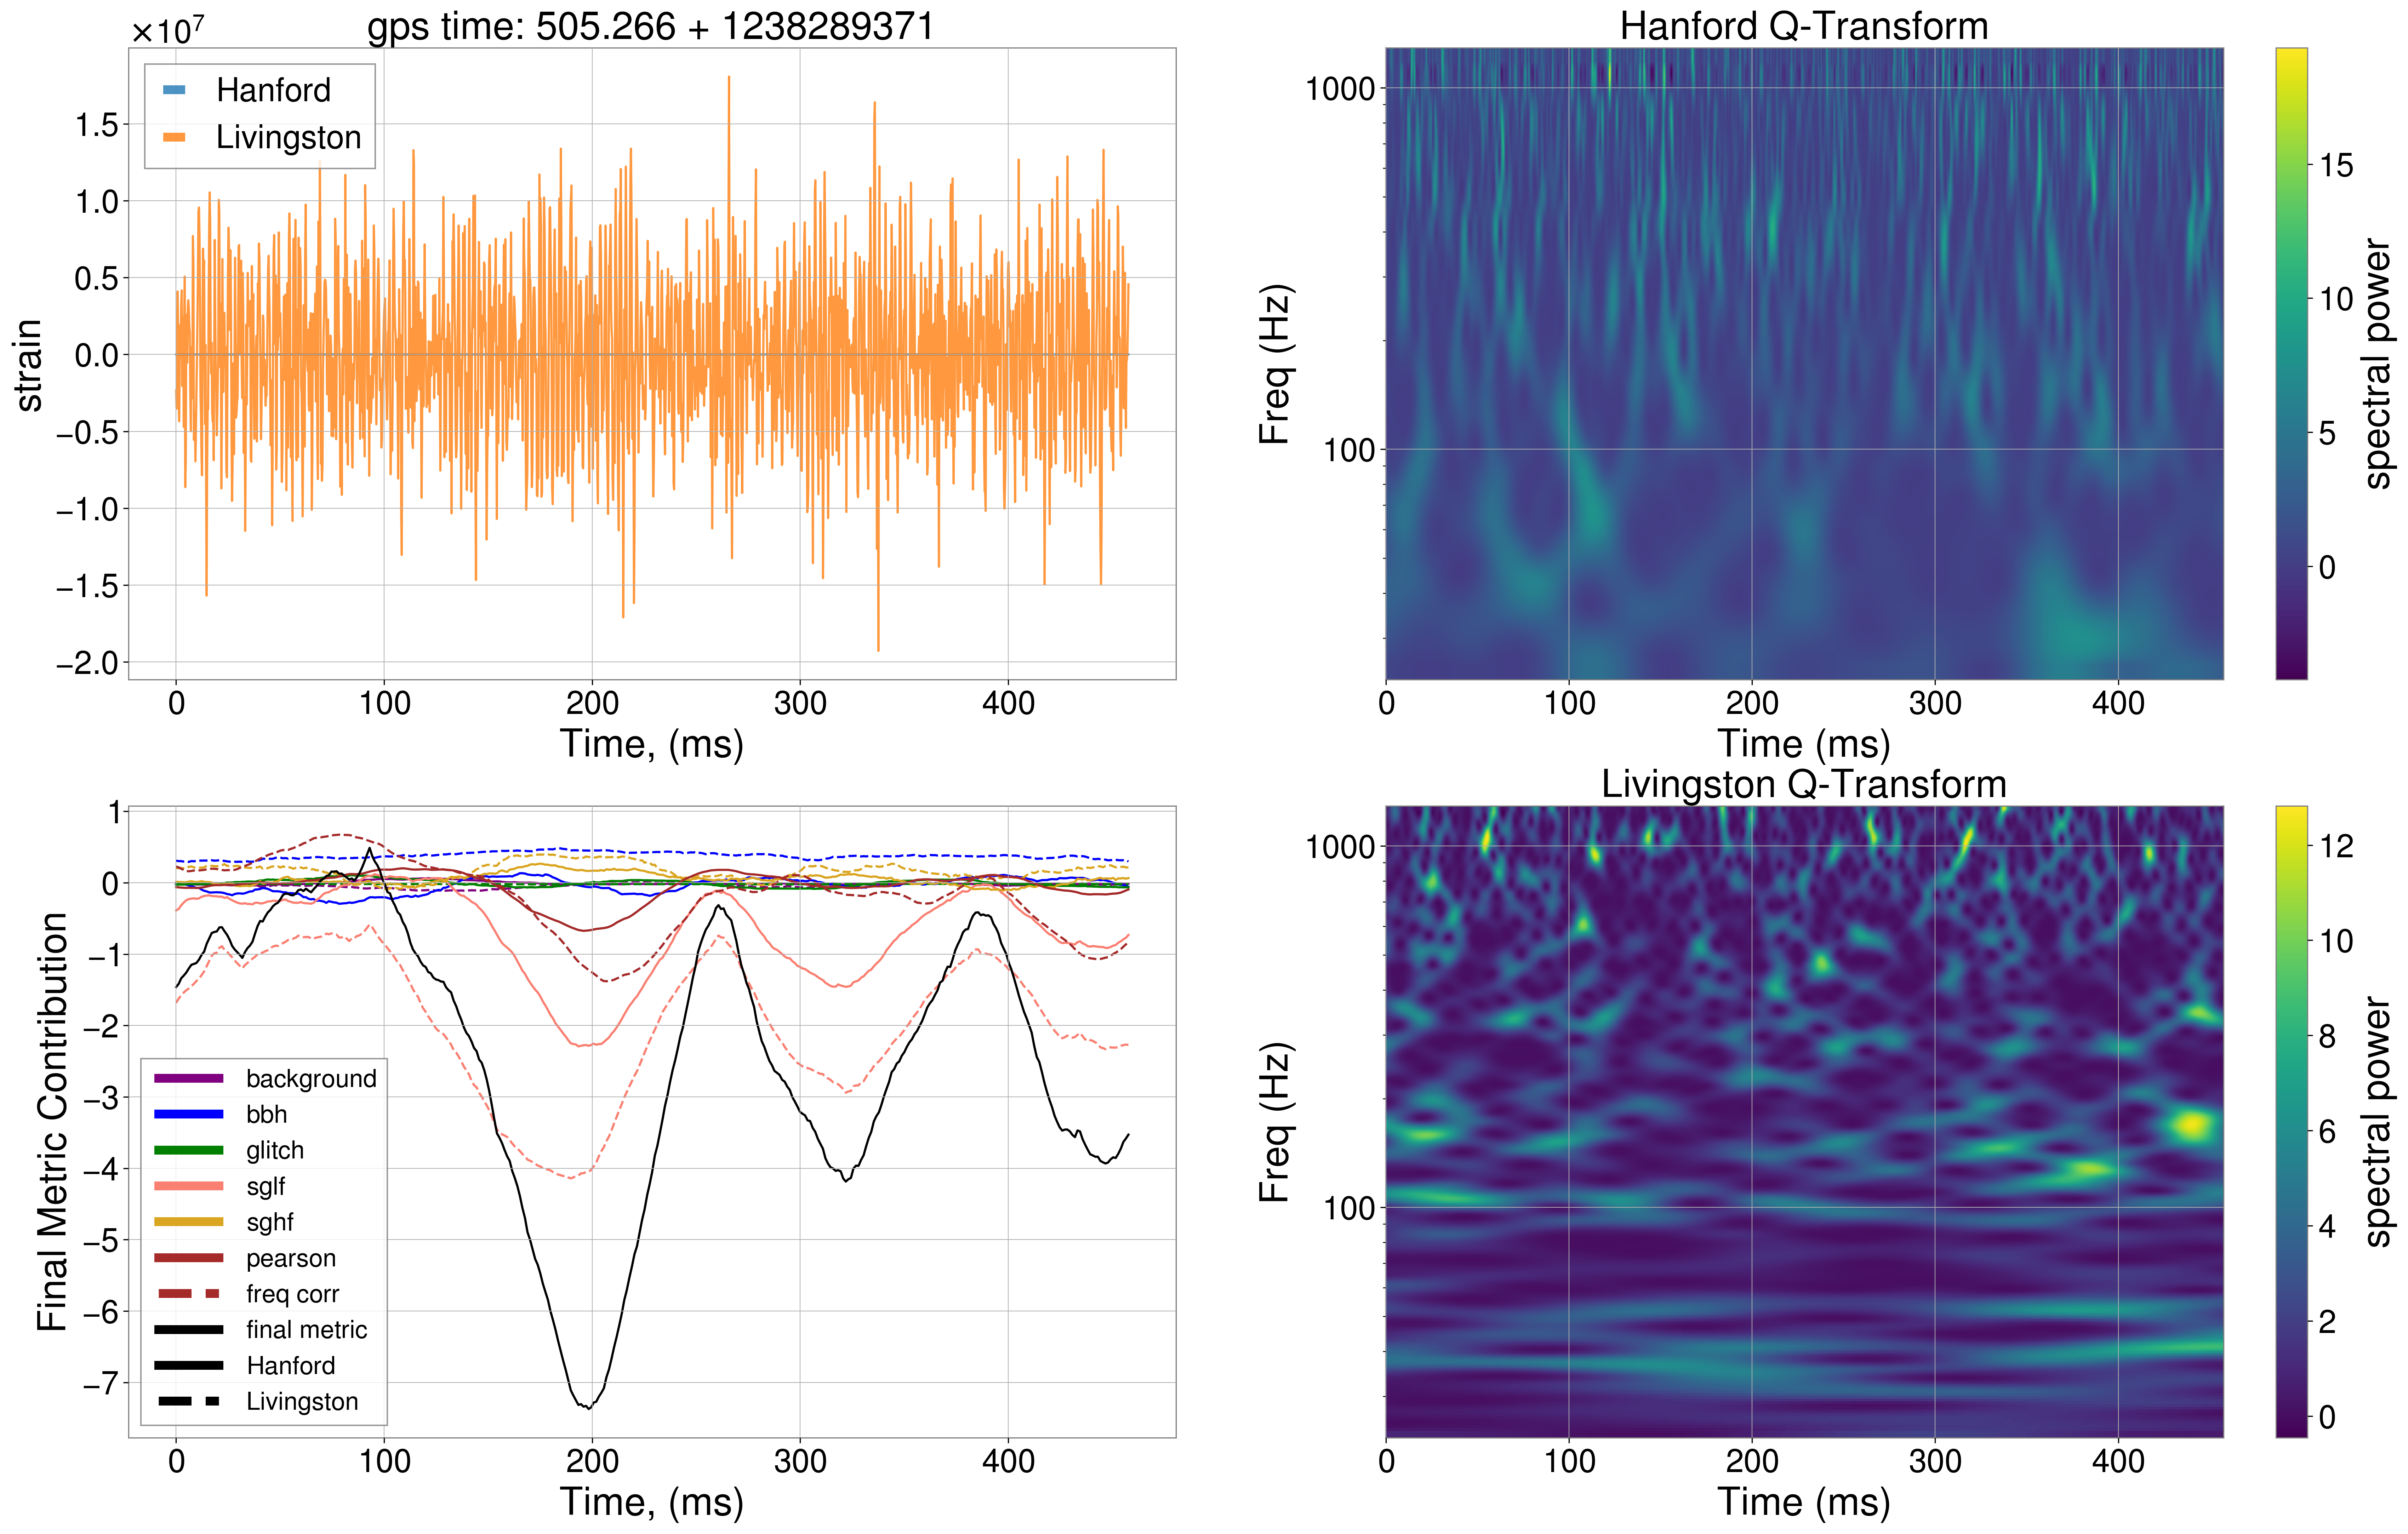 ×10⁷
gps time: 505.266 + 1238289371
Hanford
Livingston
strain
1.5
1.0
0.5
0.0
−0.5
−1.0
−1.5
−2.0
0 100 200 300 400
Time, (ms)
Hanford Q-Transform
Freq (Hz)
1000
100
0 100 200 300 400
Time (ms)
15
10
5
0
spectral power
Final Metric Contribution
1
0
−1
−2
−3
−4
−5
−6
−7
background
bbh
glitch
sglf
sghf
pearson
freq corr
final metric
Hanford
Livingston
0 100 200 300 400
Time, (ms)
Livingston Q-Transform
Freq (Hz)
1000
100
0 100 200 300 400
Time (ms)
12
10
8
6
4
2
0
spectral power